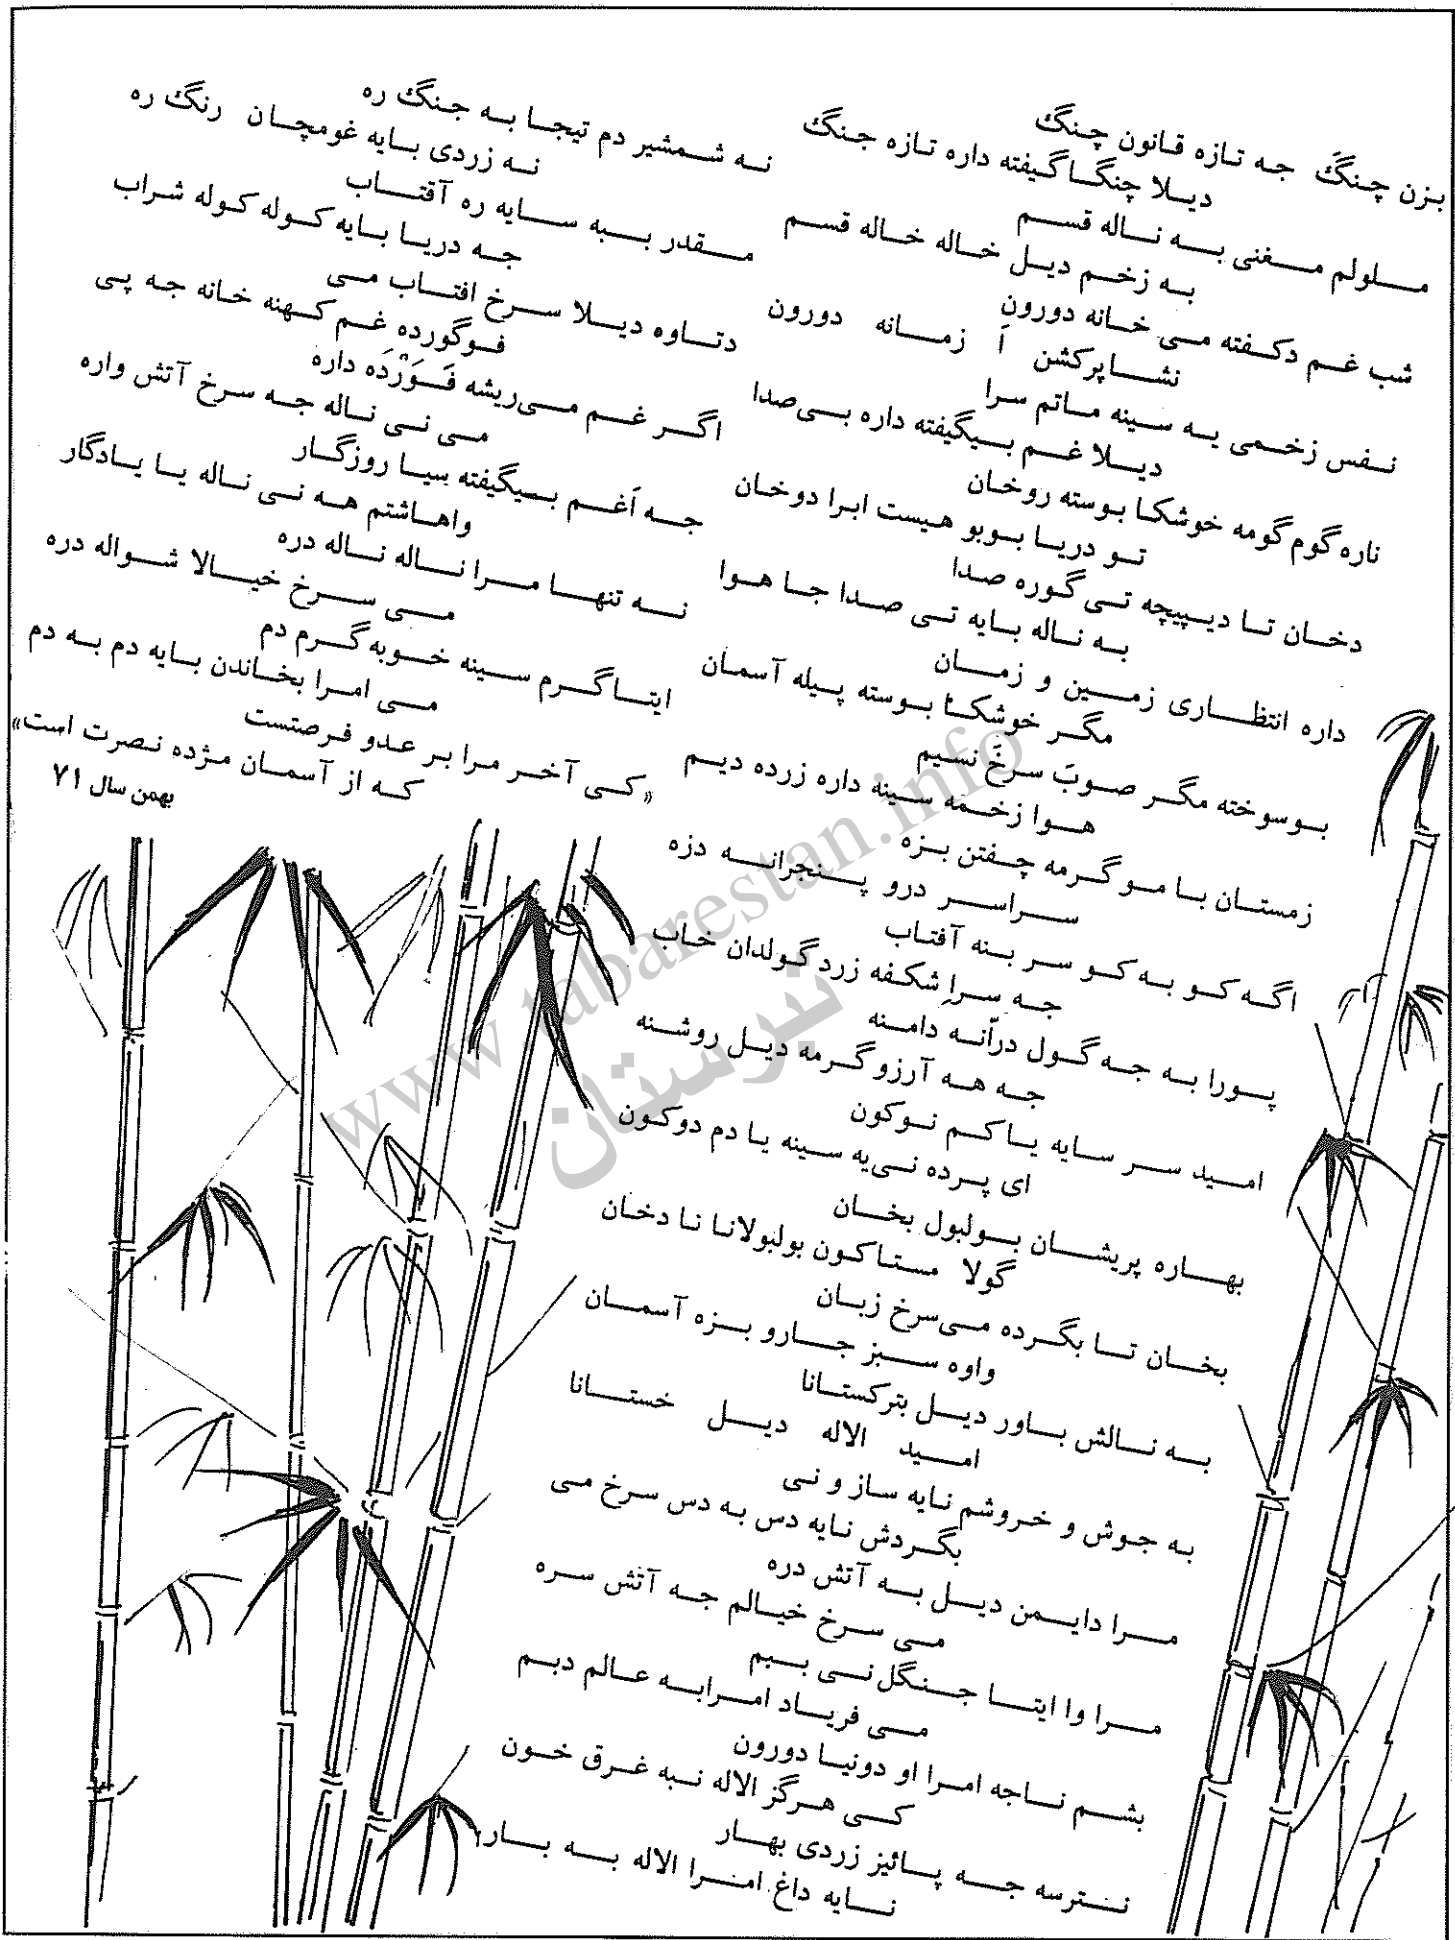 بزن چنگَ جه تازه قانون چنگ
دیلا چنگا گیفته داره تازه جنگ
ملولم مغنی به ناله قسم
به زخم دیل خاله خاله قسم
شب غم دکفته می خانه دورون
نشا پرکشن اَ زمانه دورون
نفس زخمی یه سینه ماتم سرا
دیلا غم بیگیفته داره بی‌صدا
ناره گوم گومه خوشکا بوسته روخان
تو دریا بوبو هیست ابرا دوخان
دخان تا دیپیچه تی گوره صدا
به ناله بایه تی صدا جا هوا
داره انتظاری زمین و زمان
مگر خوشکا بوسته پیله آسمان
بوسوخته مگر صوبَ سرخَ نسیم
هوا زخمه سینه داره زرده دیم
زمستان با مو گرمه چفتن بزه
سراسر درو پنجرانه دزه
اگه کو به کو سر بنه آفتاب
جه سراِ شکفه زرد گولدان خاب
پورا به جه گول درآنه دامنه
جه هه آرزو گرمه دیل روشنه
امید سر سایه یا کم نوکون
ای پرده نی‌یه سینه یا دم دوکون
بهاره پریشان بولبول بخان
گولا مستاکون بولبولانا نا دخان
بخان تا بگرده می‌سرخ زبان
واوه سبز جارو بزه آسمان
به نالش باور دیل بترکستانا
امید الاله دیل خستانا
به جوش و خروشم نایه ساز و نی
بگردش نایه دس به دس سرخ می
مرا دایمن دیل به آتش دره
می سرخ خیالم جه آتش سره
مرا وا ایتا جنگل نی ببم
می فریاد امرا به عالم دبم
بشم ناجه امرا او دونیا دورون
کی هرگز الاله نبه غرق خون
نترسه جه پائیز زردی بهار
نایه داغ امرا الاله به بار
نه شمشیر دم تیجا به جنگ ره
نه زردی بایه غومچان رنگ ره
مقدر ببه سایه ره آفتاب
جه دریا بایه کوله کوله شراب
دتاوه دیلا سرخ افتاب می
فوگورده غم کهنه خانه جه پی
اگر غم می‌ریشه فَوَزْدَه داره
می نی ناله جه سرخ آتش واره
جه اَغم بیگیفته سیا روزگار
واهاشتم هه نی ناله یا یادگار
نه تنها مرا ناله ناله دره
می سرخ خیالا شواله دره
ایتا گرم سینه خوبه گرم دم
می امرا بخاندن بایه دم به دم
«کی آخر مرا بر عدو فرصتست
که از آسمان مژده نصرت است»
بهمن سال ۷۱
www.tabarestan.info
تبرستان